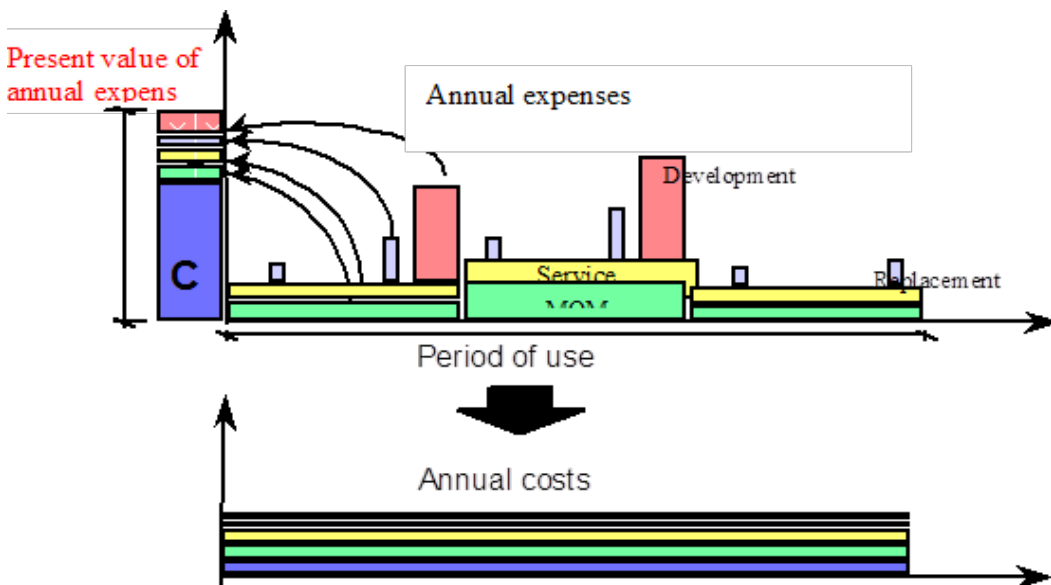 Present value of
annual expens
Annual expenses
Development
C
Service
MOM
Replacement
Period of use
Annual costs